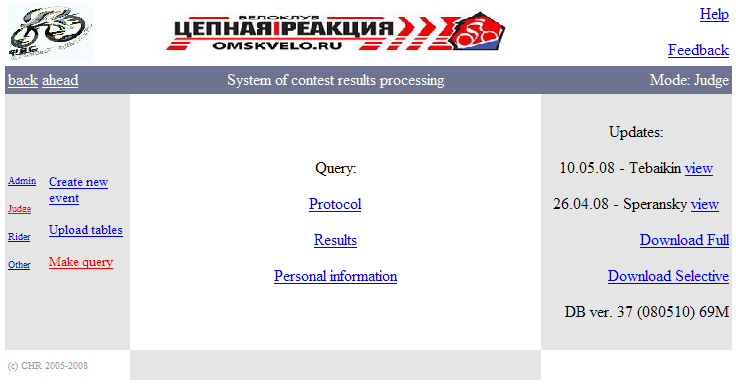 ФВС
ВЕЛОКЛУБ
ЦЕПНАЯ РЕАКЦИЯ
OMSKVELO.RU
Help
Feedback
back ahead
System of contest results processing
Mode: Judge
Admin
Judge
Rider
Other
Create new
event
Upload tables
Make query
Query:
Protocol
Results
Personal information
Updates:
10.05.08 - Tebaikin view
26.04.08 - Speransky view
Download Full
Download Selective
DB ver. 37 (080510) 69M
(c) CHR 2005-2008